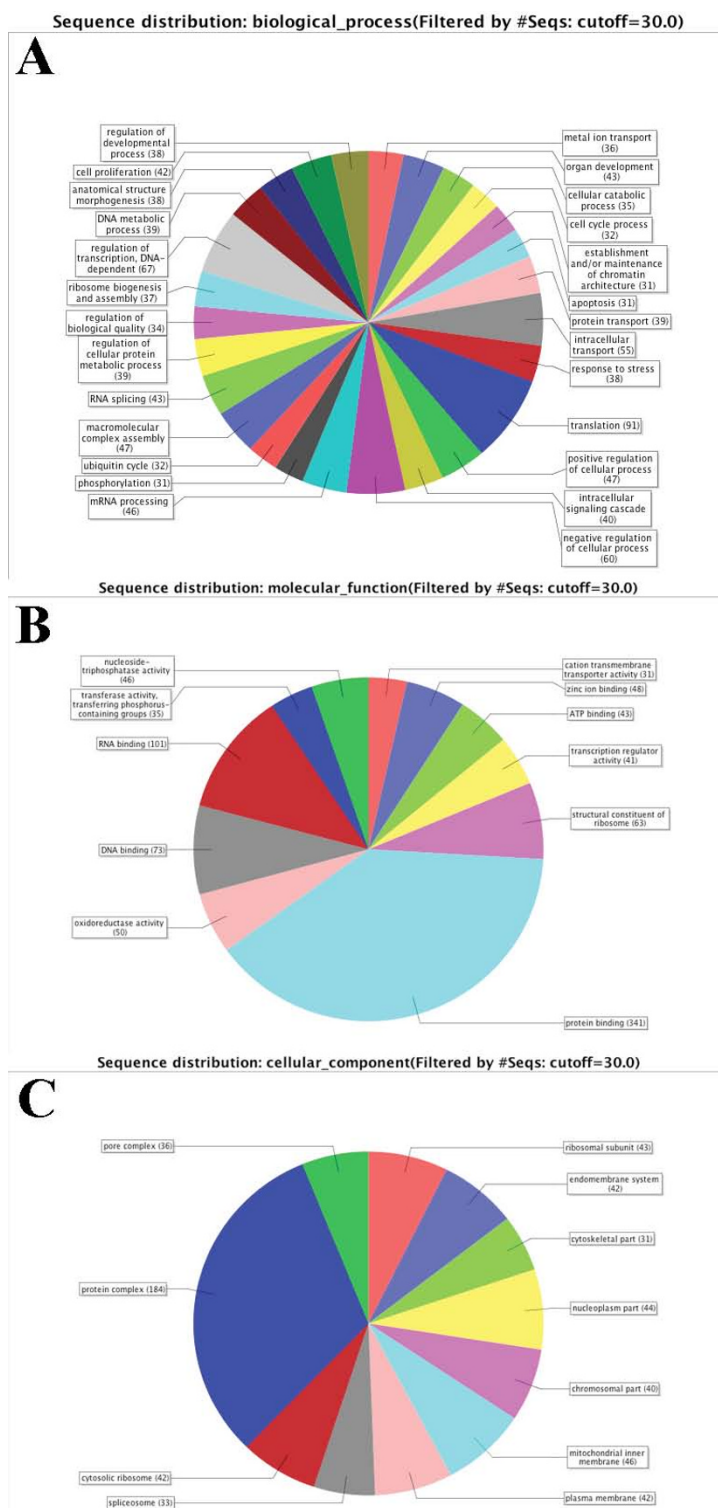 Sequence distribution: biological_process(Filtered by #Seqs: cutoff=30.0)
A
regulation of
developmental
process (38)
cell proliferation (42)
anatomical structure
morphogenesis (38)
DNA metabolic
process (39)
regulation of
transcription, DNA-
dependent (67)
ribosome biogenesis
and assembly (37)
regulation of
biological quality (34)
regulation of
cellular protein
metabolic process
(39)
RNA splicing (43)
macromolecular
complex assembly
(47)
ubiquitin cycle (32)
phosphorylation (31)
mRNA processing
(46)
metal ion transport
(36)
organ development
(43)
cellular catabolic
process (35)
cell cycle process
(32)
establishment
and/or maintenance
of chromatin
architecture (31)
apoptosis (31)
protein transport (39)
intracellular
transport (55)
response to stress
(38)
translation (91)
positive regulation
of cellular process
(47)
intracellular
signaling cascade
(40)
negative regulation
of cellular process
(60)
Sequence distribution: molecular_function(Filtered by #Seqs: cutoff=30.0)
B
nucleoside-
triphosphatase activity
(46)
transferase activity,
transferring phosphorus-
containing groups (35)
RNA binding (101)
DNA binding (73)
oxidoreductase activity
(50)
cation transmembrane
transporter activity (31)
zinc ion binding (48)
ATP binding (43)
transcription regulator
activity (41)
structural constituent of
ribosome (63)
protein binding (341)
Sequence distribution: cellular_component(Filtered by #Seqs: cutoff=30.0)
C
pore complex (36)
protein complex (184)
cytosolic ribosome (42)
spliceosome (33)
ribosomal subunit (43)
endomembrane system
(42)
cytoskeletal part (31)
nucleoplasm part (44)
chromosomal part (40)
mitochondrial inner
membrane (46)
plasma membrane (42)